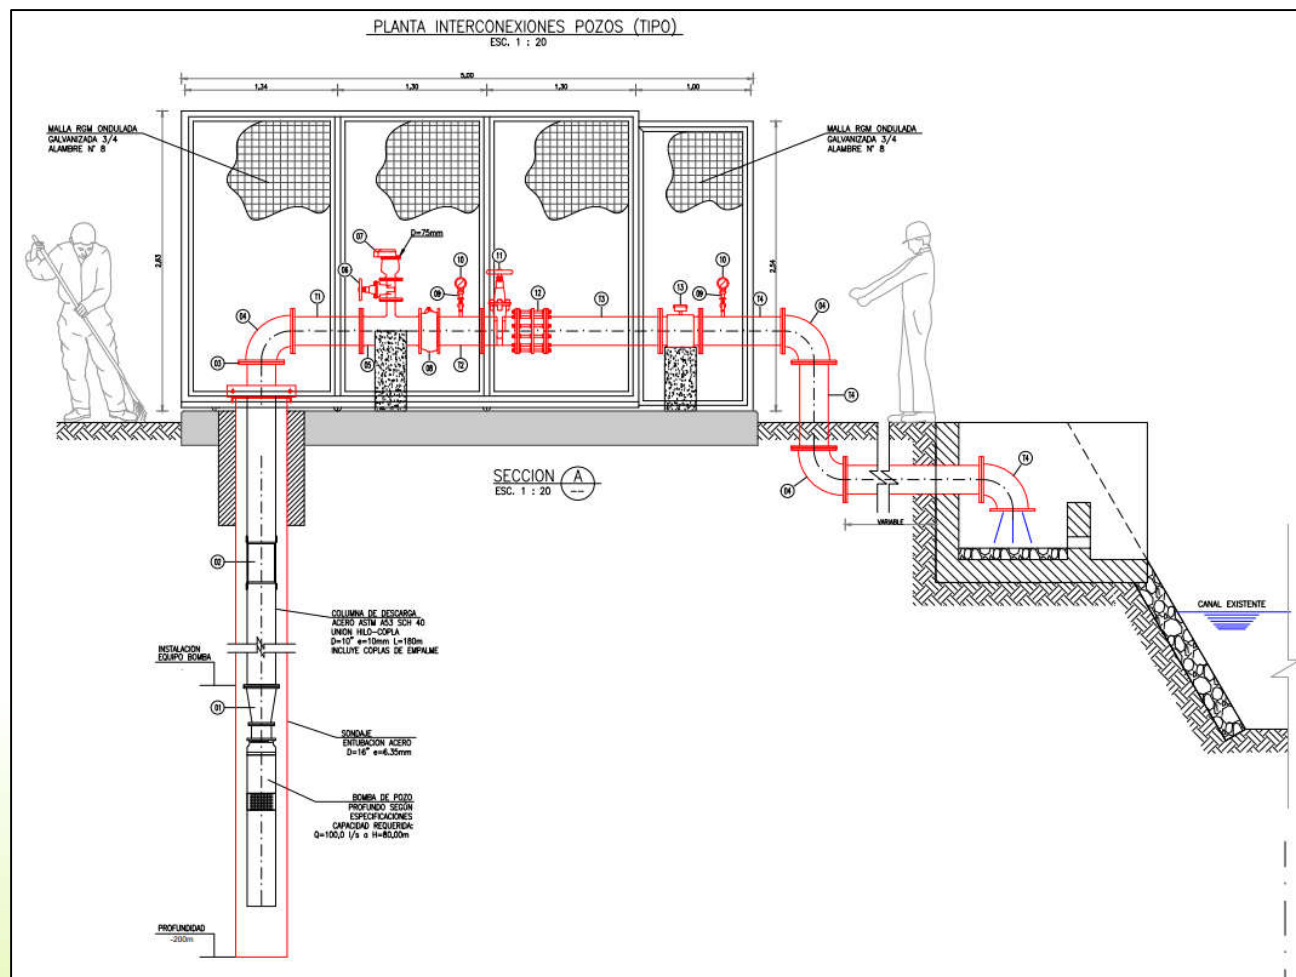 PLANTA INTERCONEXIONES POZOS (TIPO)
ESC. 1 : 20
5,00
1,34
1,30
1,30
1,00
MALLA RGM ONDULADA
GALVANIZADA 3/4
ALAMBRE N° 8
MALLA RGM ONDULADA
GALVANIZADA 3/4
ALAMBRE N° 8
2,83
2,54
07
D=75mm
06
10
11
10
04
T1
09
12
13
13
09
T4
04
03
05
08
T2
T4
SECCION A
ESC. 1 : 20
--
04
T4
VARIABLE
02
CANAL EXISTENTE
COLUMNA DE DESCARGA
ACERO ASTM A53 SCH 40
UNION HILO-COPLA
D=10" e=10mm L=180m
INCLUYE COPLAS DE EMPALME
INSTALACIÓN
EQUIPO BOMBA
01
SONDAJE
ENTUBACION ACERO
D=16" e=6.35mm
BOMBA DE POZO
PROFUNDO SEGÚN
ESPECIFICACIONES
CAPACIDAD REQUERIDA:
Q=100,0 l/s a H=80,00m
PROFUNDIDAD
-200m